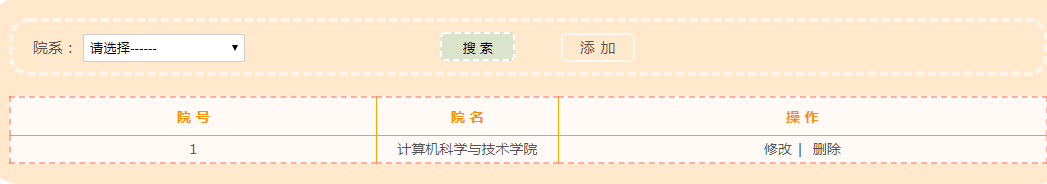 院系： 请选择------ 搜 索 添 加
院 号 院 名 操 作
1 计算机科学与技术学院 修改 | 删除